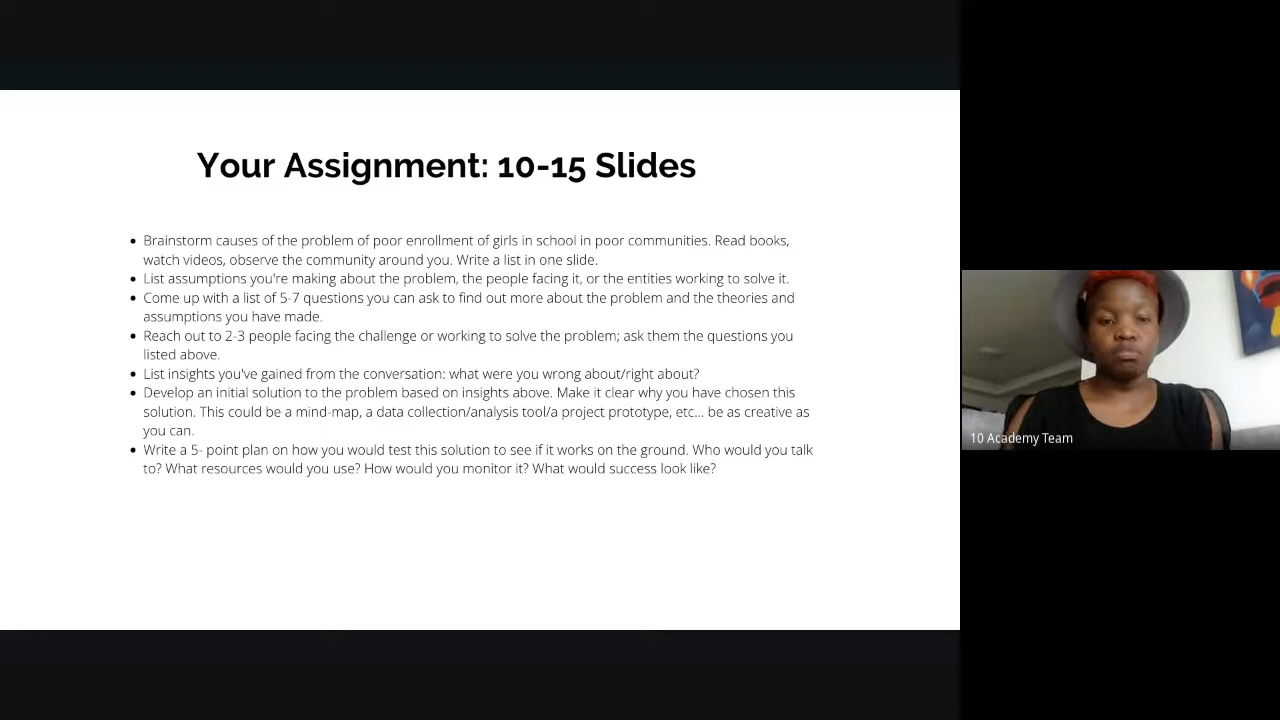 Your Assignment: 10-15 Slides
Brainstorm causes of the problem of poor enrollment of girls in school in poor communities. Read books,
watch videos, observe the community around you. Write a list in one slide.
List assumptions you're making about the problem, the people facing it, or the entities working to solve it.
Come up with a list of 5-7 questions you can ask to find out more about the problem and the theories and
assumptions you have made.
Reach out to 2-3 people facing the challenge or working to solve the problem; ask them the questions you
listed above.
List insights you've gained from the conversation: what were you wrong about/right about?
Develop an initial solution to the problem based on insights above. Make it clear why you have chosen this
solution. This could be a mind-map, a data collection/analysis tool/a project prototype, etc... be as creative as
you can.
Write a 5- point plan on how you would test this solution to see if it works on the ground. Who would you talk
to? What resources would you use? How would you monitor it? What would success look like?
10 Academy Team